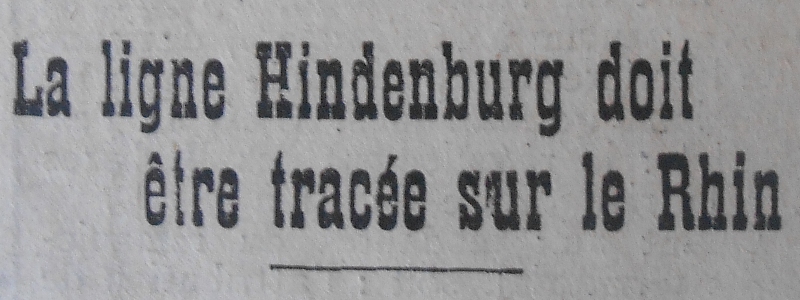 La ligne Hindenburg doit
être tracée sur le Rhin